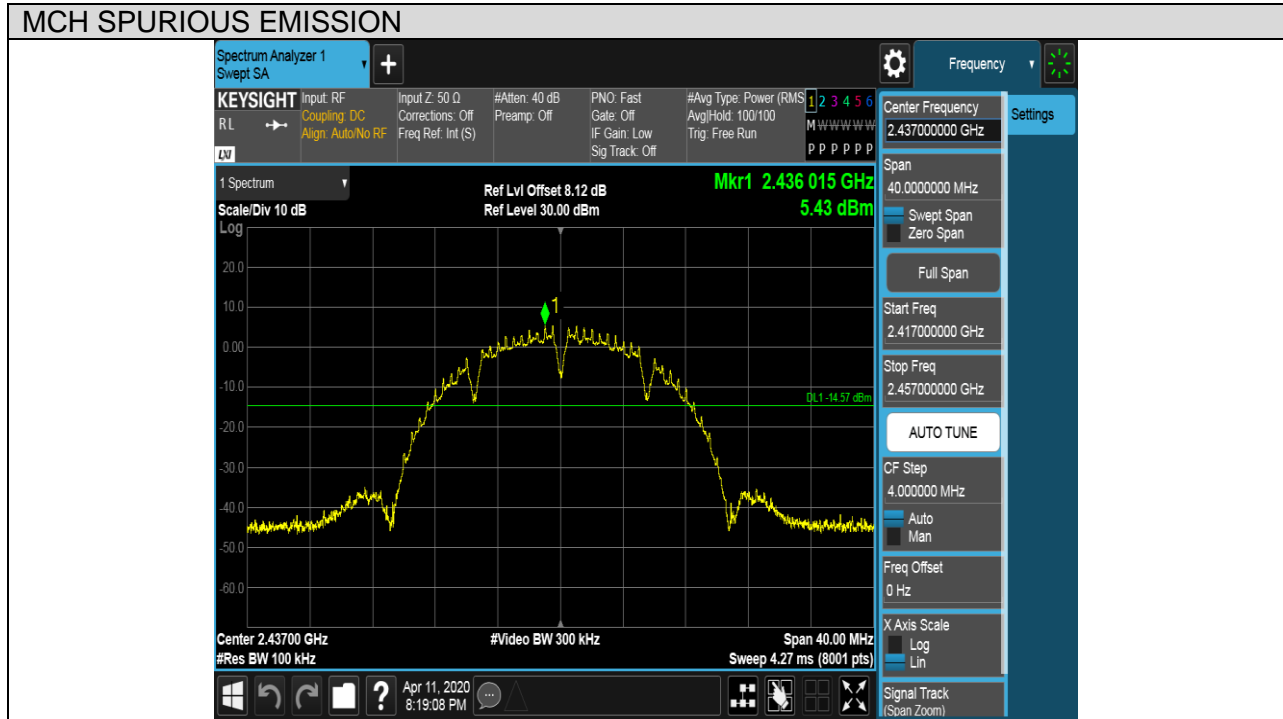 MCH SPURIOUS EMISSION
Spectrum Analyzer 1
Swept SA
+
Frequency
KEYSIGHT
RL
LXI
Input: RF
Coupling: DC
Align: Auto/No RF
Input Z: 50 Ω
Corrections: Off
Freq Ref: Int (S)
#Atten: 40 dB
Preamp: Off
PNO: Fast
Gate: Off
IF Gain: Low
Sig Track: Off
#Avg Type: Power (RMS
Avg|Hold: 100/100
Trig: Free Run
1 2 3 4 5 6
M W W W W W
P P P P P P
1 Spectrum
Scale/Div 10 dB
Log
Ref Lvl Offset 8.12 dB
Ref Level 30.00 dBm
Mkr1 2.436 015 GHz
5.43 dBm
20.0
10.0
0.00
-10.0
-20.0
-30.0
-40.0
-50.0
-60.0
1
DL1 -14.57 dBm
Center 2.43700 GHz
#Res BW 100 kHz
#Video BW 300 kHz
Span 40.00 MHz
Sweep 4.27 ms (8001 pts)
Center Frequency
2.437000000 GHz
Settings
Span
40.0000000 MHz
Swept Span
Zero Span
Full Span
Start Freq
2.417000000 GHz
Stop Freq
2.457000000 GHz
AUTO TUNE
CF Step
4.000000 MHz
Auto
Man
Freq Offset
0 Hz
X Axis Scale
Log
Lin
Signal Track
(Span Zoom)
?
Apr 11, 2020
8:19:08 PM